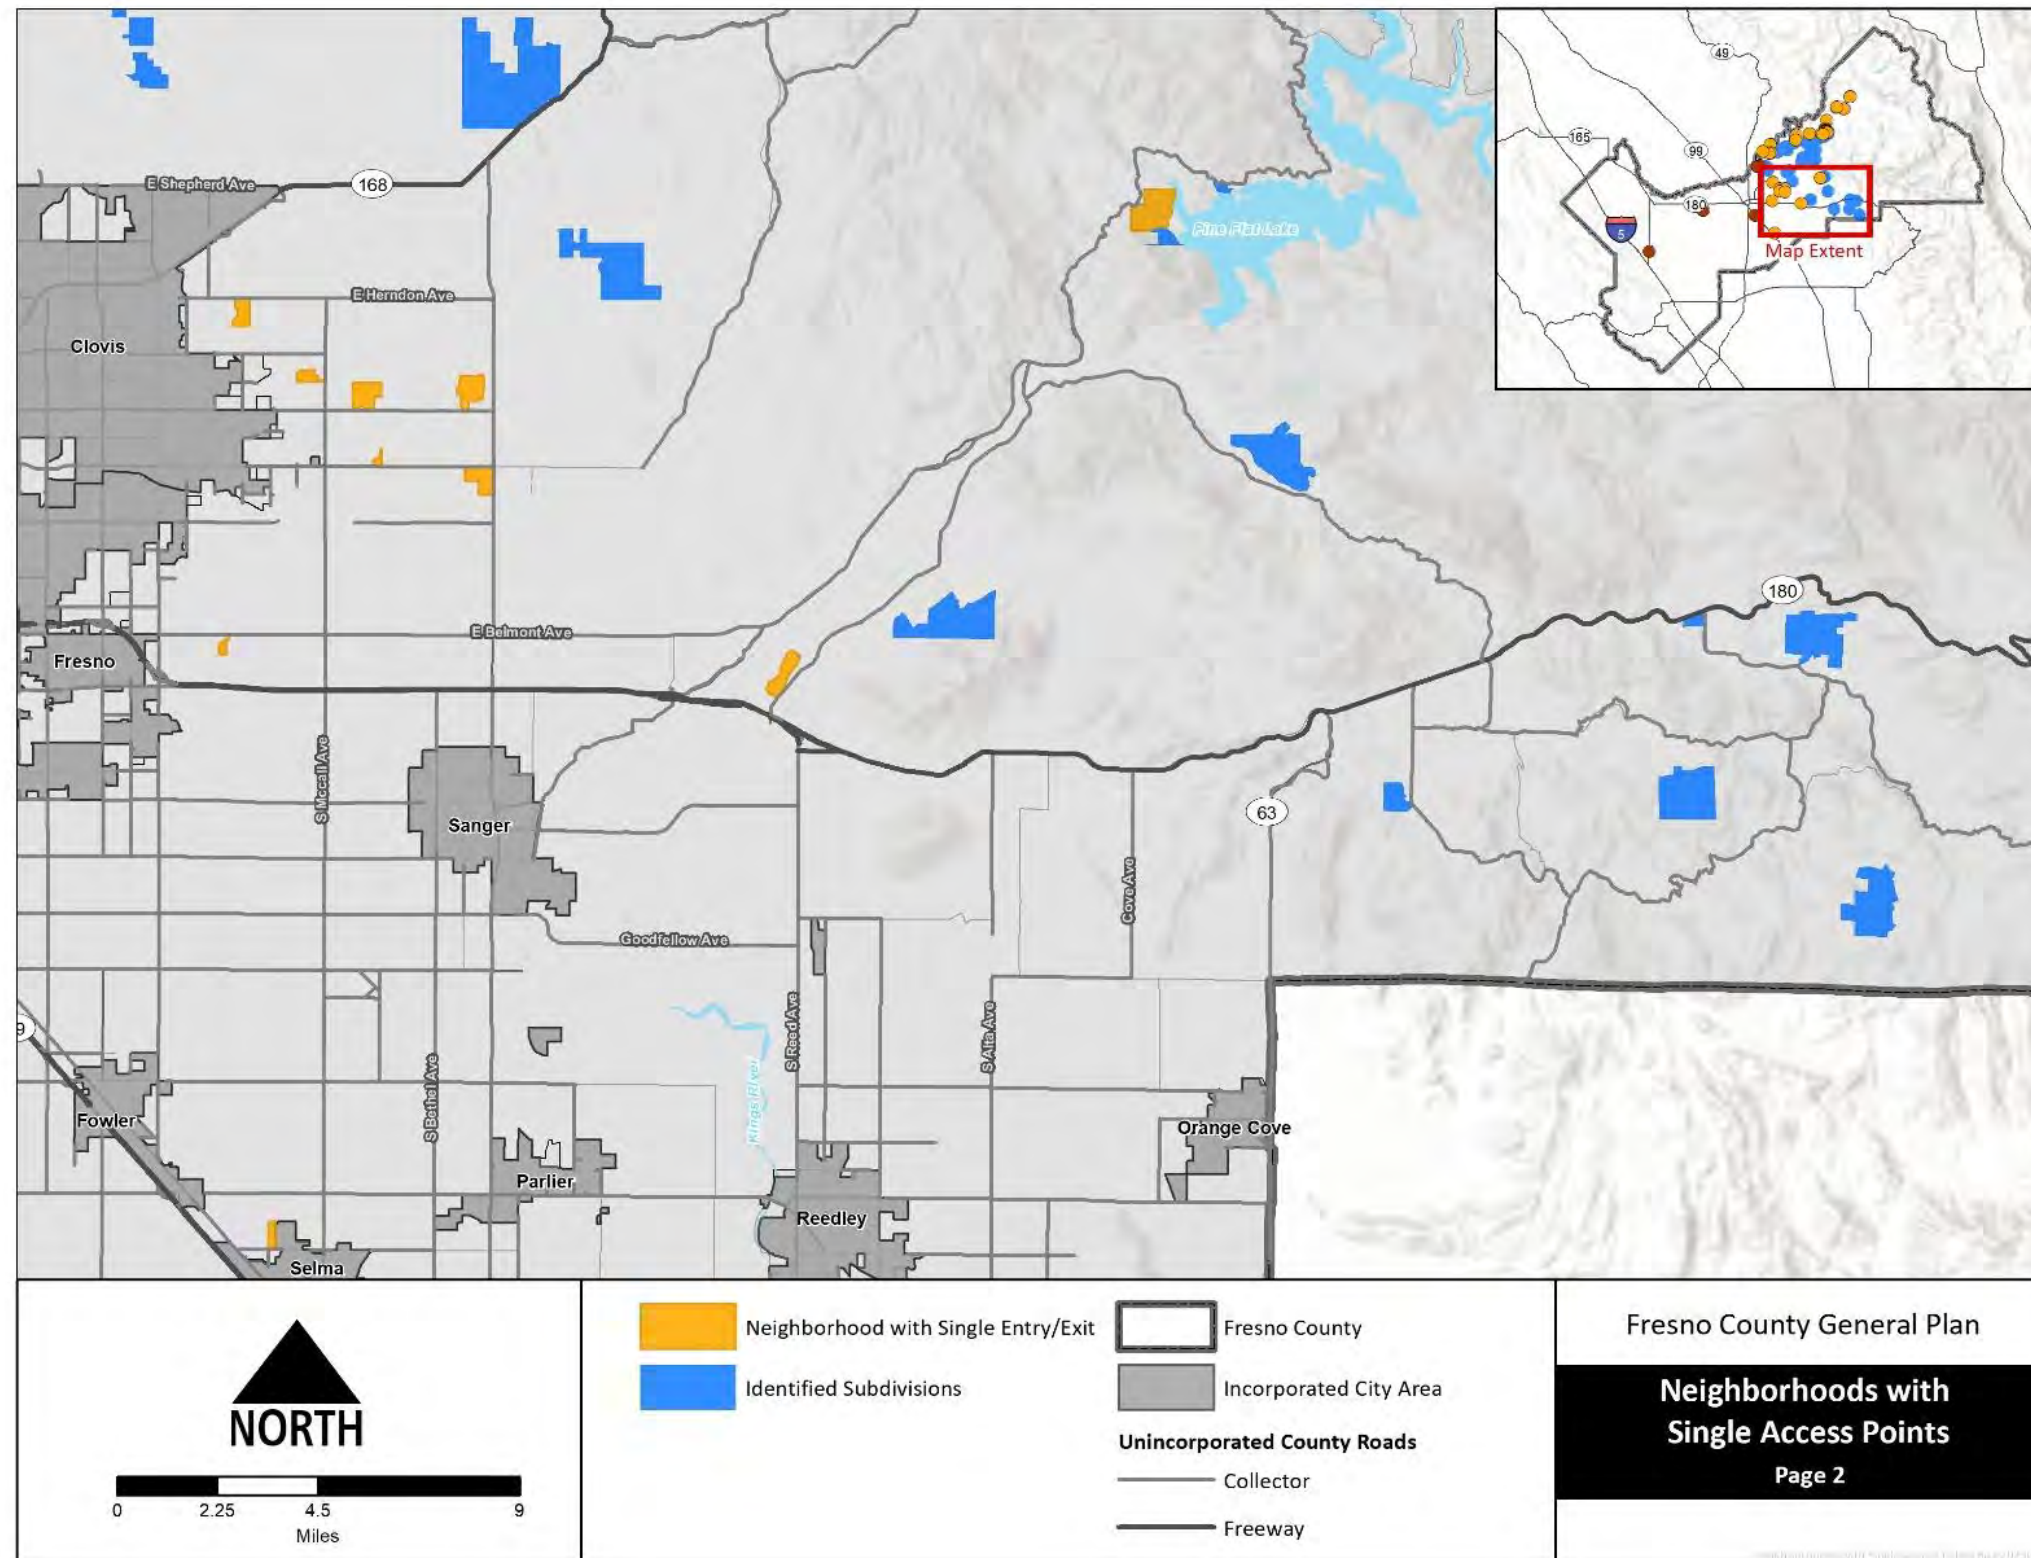 E Shepherd Ave
168
49
165
99
180
5
Map Extent
Pine Flat Lake
E Herndon Ave
Clovis
180
E Belmont Ave
Fresno
S Mccall Ave
Sanger
63
Cove Ave
Goodfellow Ave
9
S Reed Ave
S Alta Ave
Kings River
S Bethel Ave
Fowler
Orange Cove
Parlier
Reedley
Selma
NORTH
0 2.25 4.5 9
Miles
Neighborhood with Single Entry/Exit
Identified Subdivisions
Fresno County
Incorporated City Area
Unincorporated County Roads
Collector
Freeway
Fresno County General Plan
Neighborhoods with
Single Access Points
Page 2